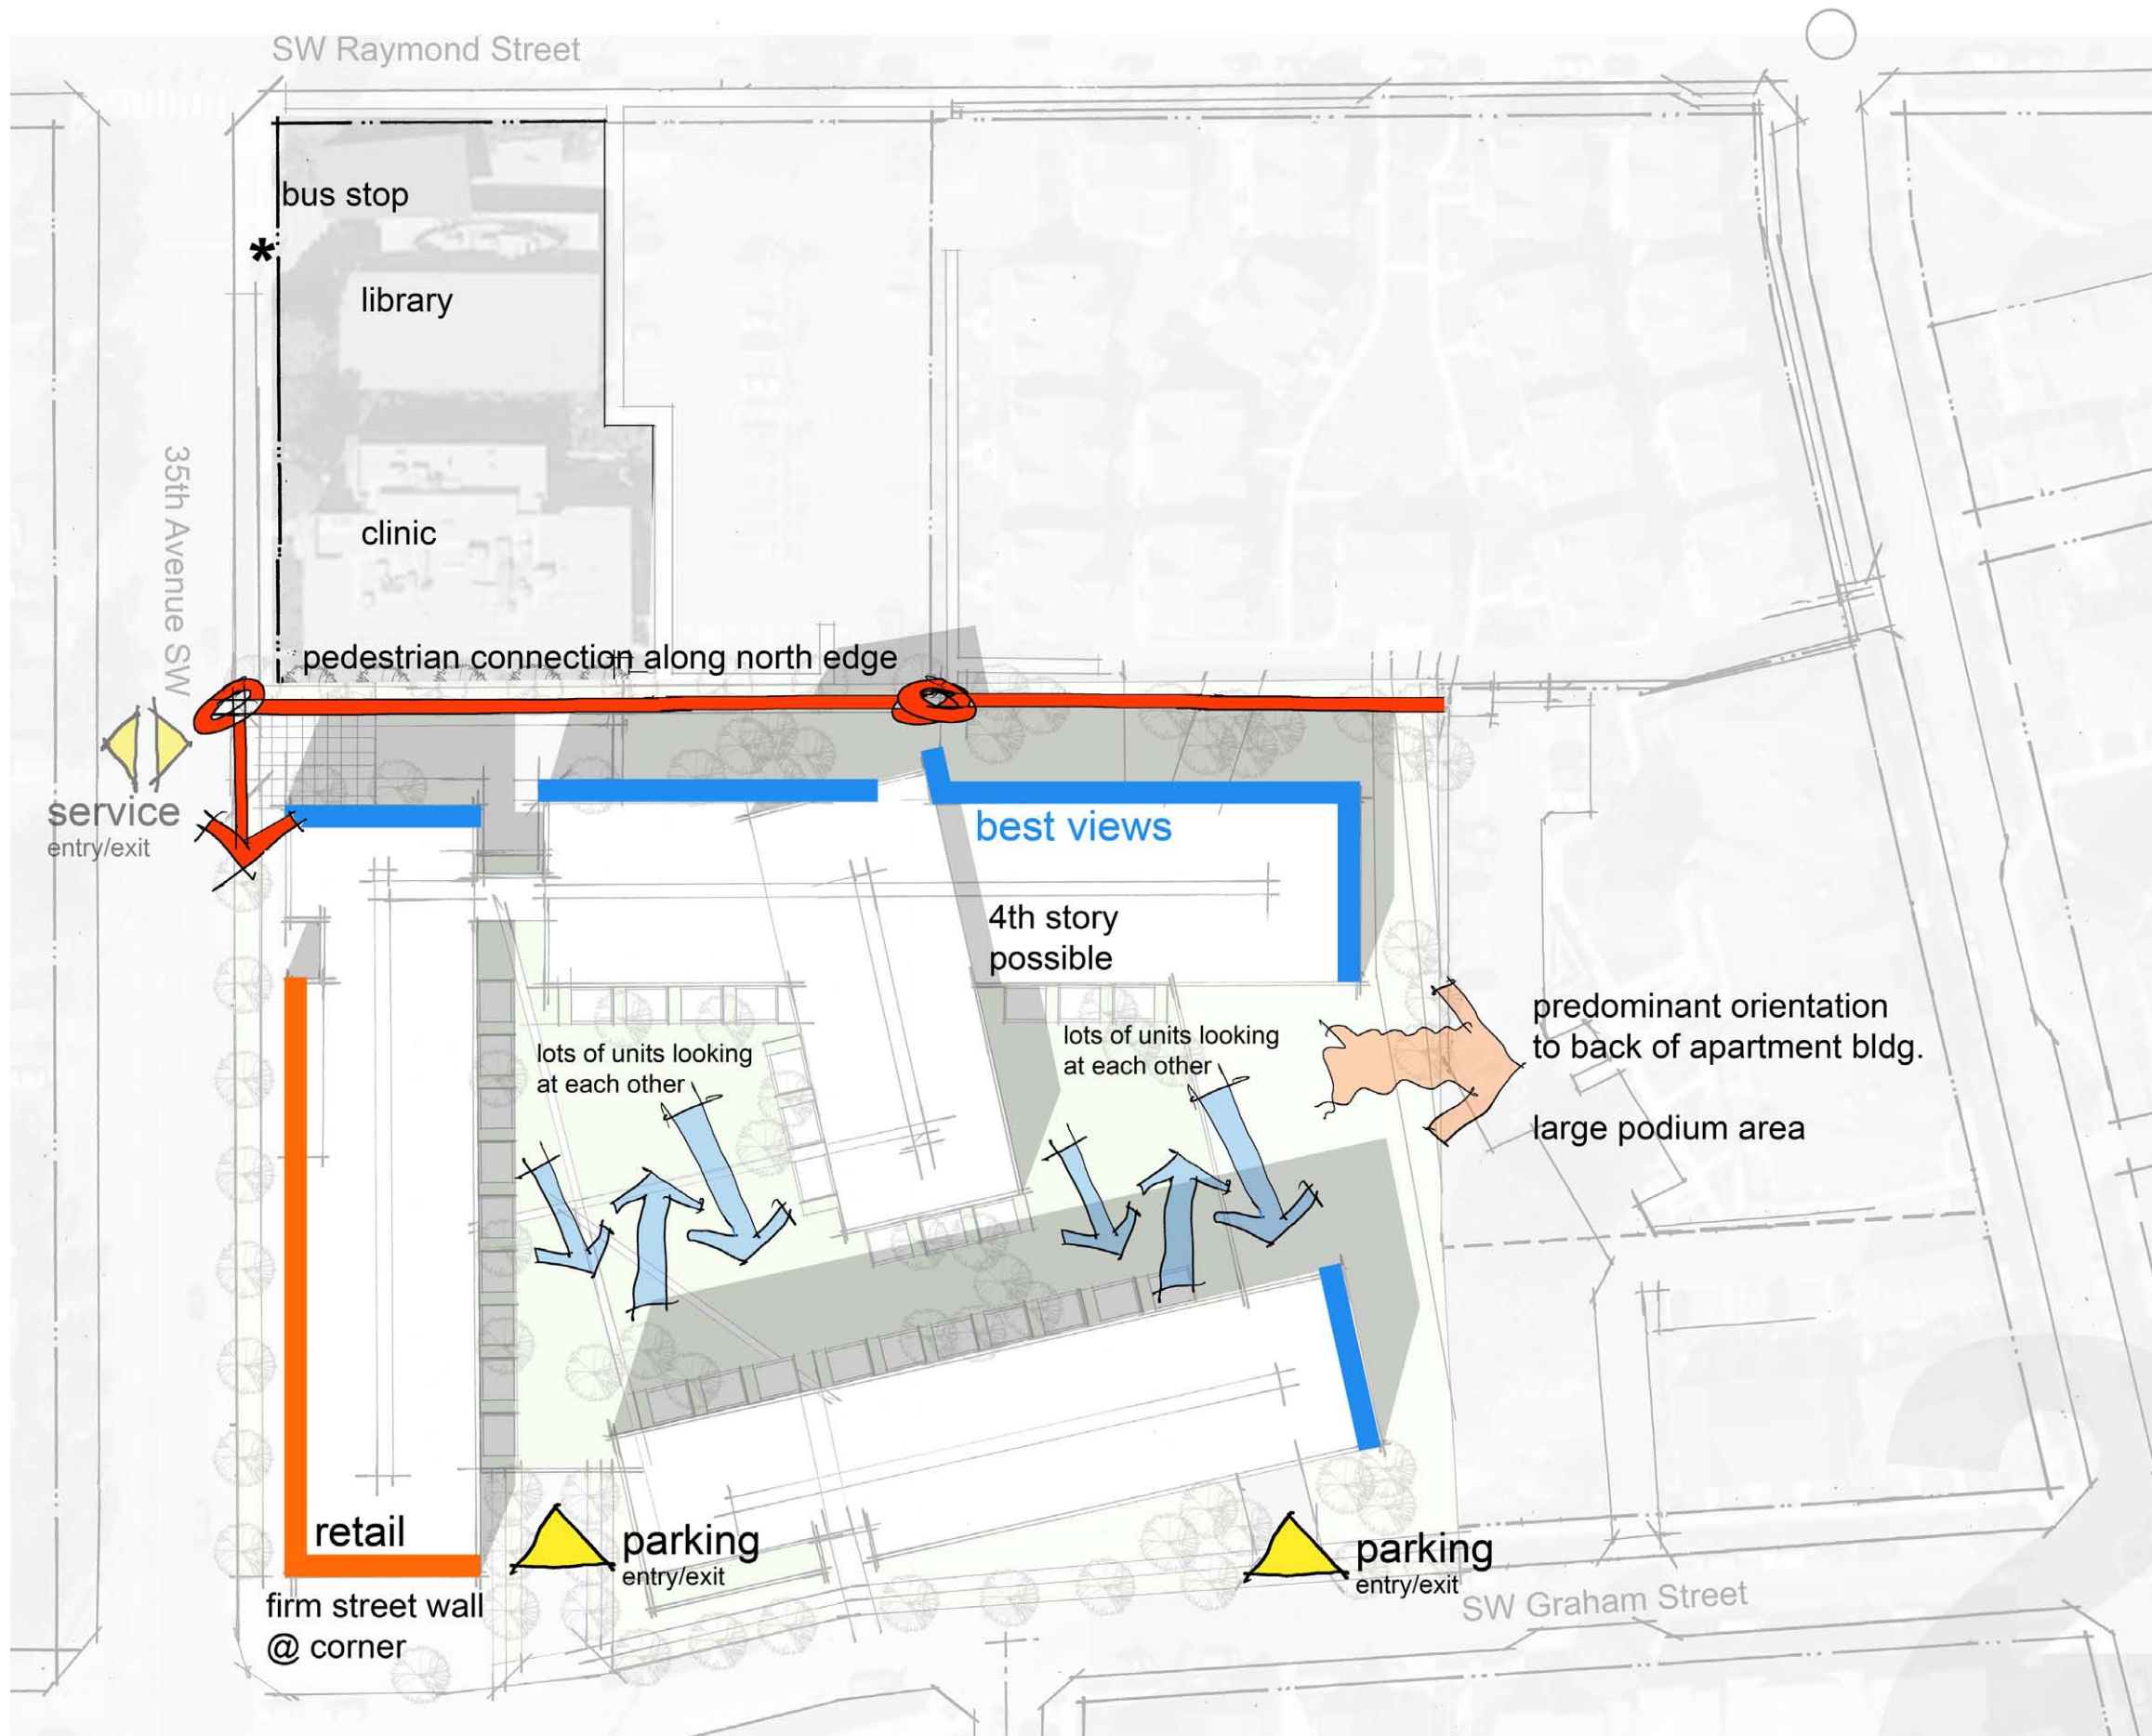 SW Raymond Street
bus stop
*
library
35th Avenue SW
clinic
pedestrian connection along north edge
service
entry/exit
best views
4th story
possible
predominant orientation
to back of apartment bldg.
large podium area
lots of units looking
at each other
lots of units looking
at each other
retail
parking
entry/exit
parking
entry/exit
firm street wall
@ corner
SW Graham Street
2